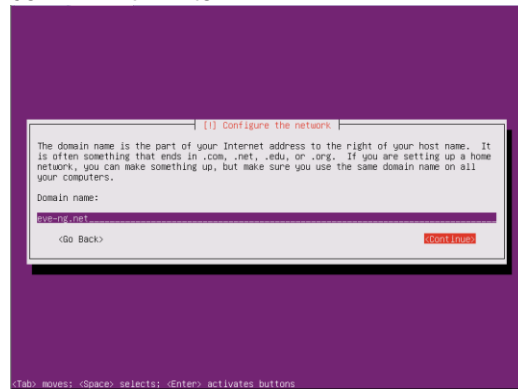 [!] Configure the network
The domain name is the part of your Internet address to the right of your host name. It
is often something that ends in .com, .net, .edu, or .org. If you are setting up a home
network, you can make something up, but make sure you use the same domain name on all
your computers.
Domain name:
eve-ng.net
<Go Back> <Continue>
<Tab> moves; <Space> selects; <Enter> activates buttons